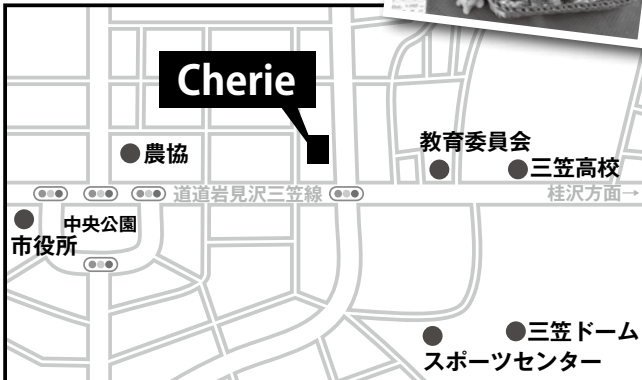 Cherie
農協
教育委員会
三笠高校
道道岩見沢三笠線
桂沢方面→
中央公園
市役所
三笠ドーム
スポーツセンター